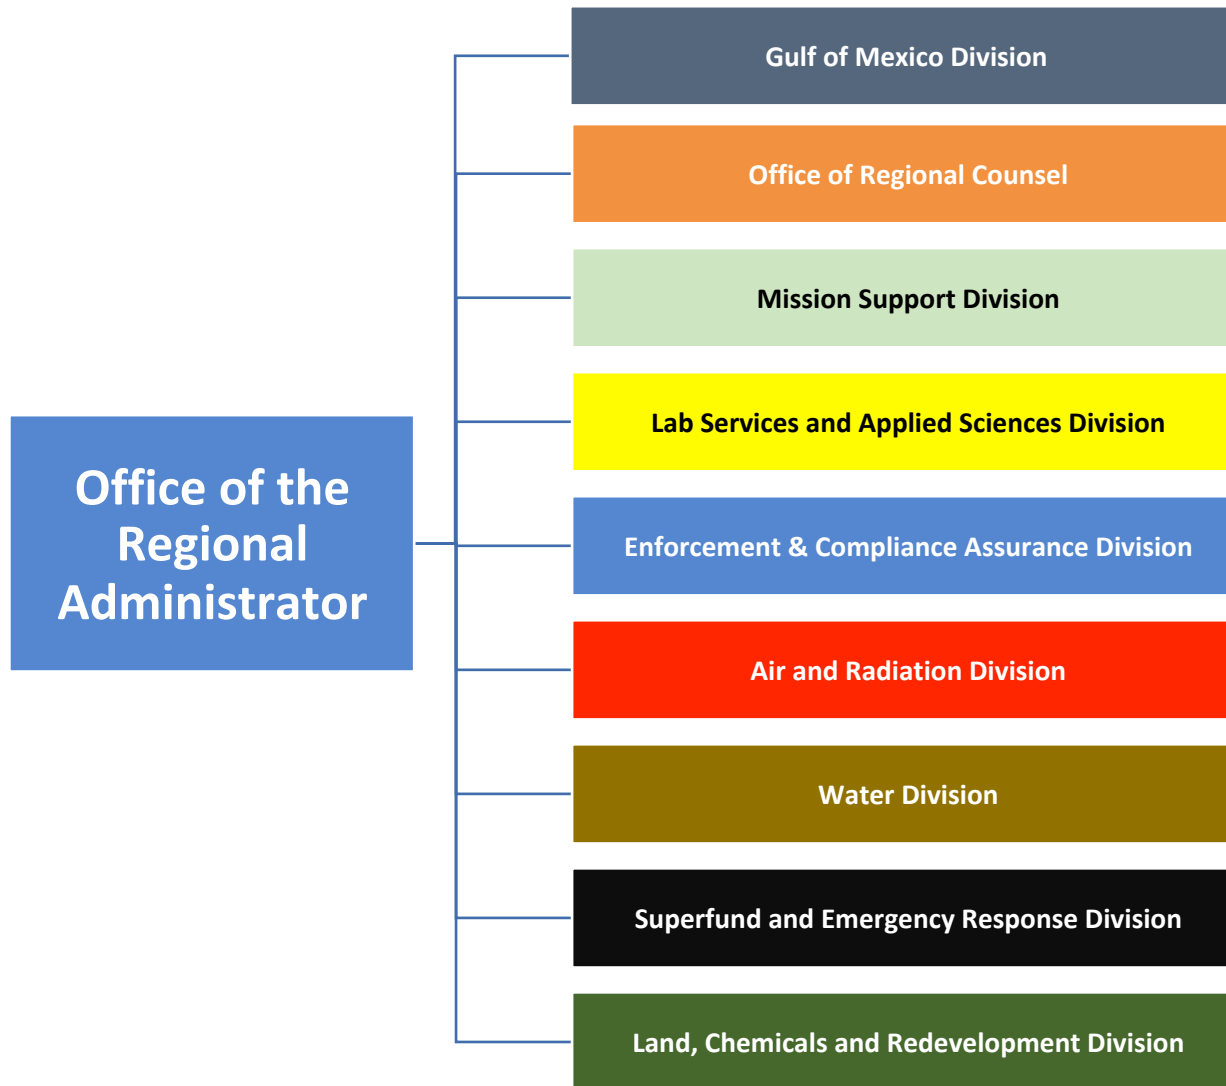 Gulf of Mexico Division
Office of Regional Counsel
Mission Support Division
Lab Services and Applied Sciences Division
Office of the
Regional
Administrator
Enforcement & Compliance Assurance Division
Air and Radiation Division
Water Division
Superfund and Emergency Response Division
Land, Chemicals and Redevelopment Division